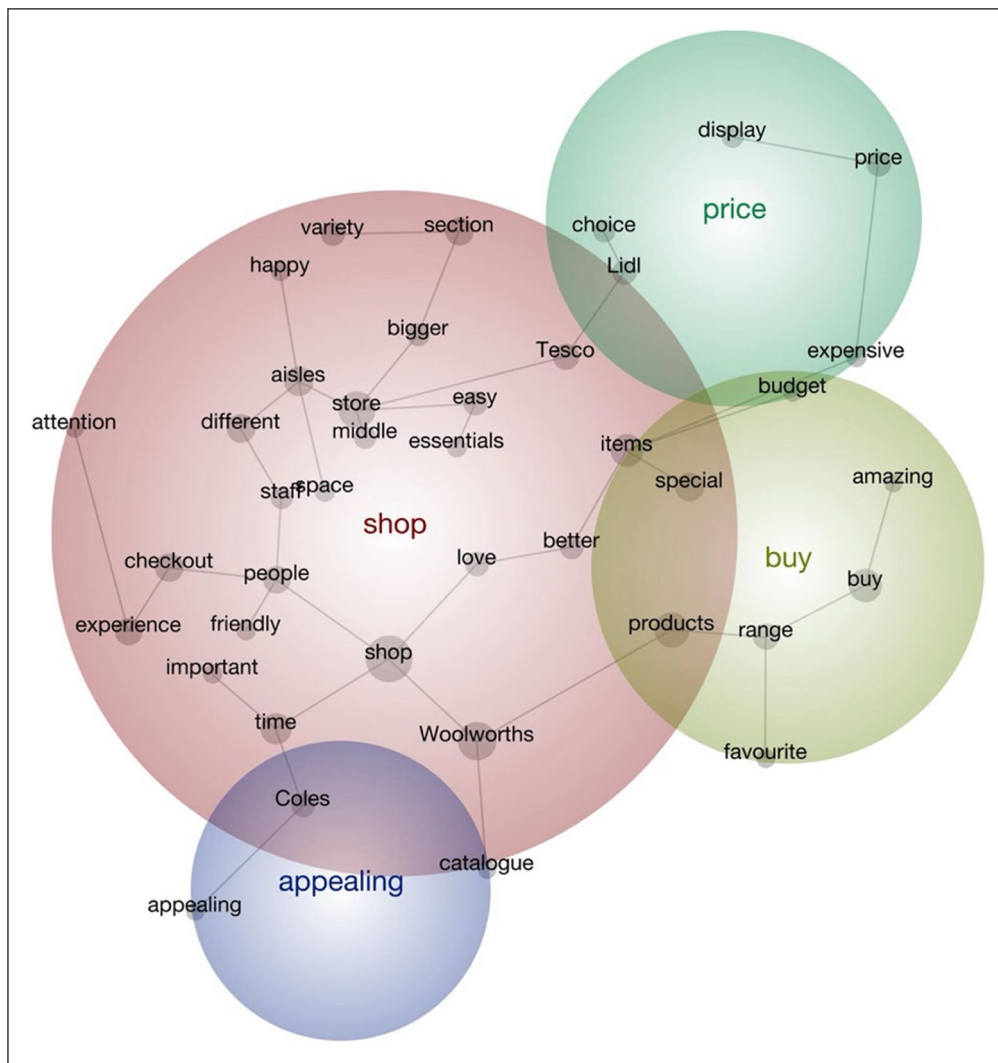 display
price
price
variety
section
choice
happy
Lidl
bigger
Tesco
expensive
aisles
budget
store
easy
attention
different
middle
essentials
items
special
amazing
staff
space
shop
buy
better
love
checkout
people
buy
experience
friendly
products
range
shop
important
time
Woolworths
favourite
Coles
catalogue
appealing
appealing